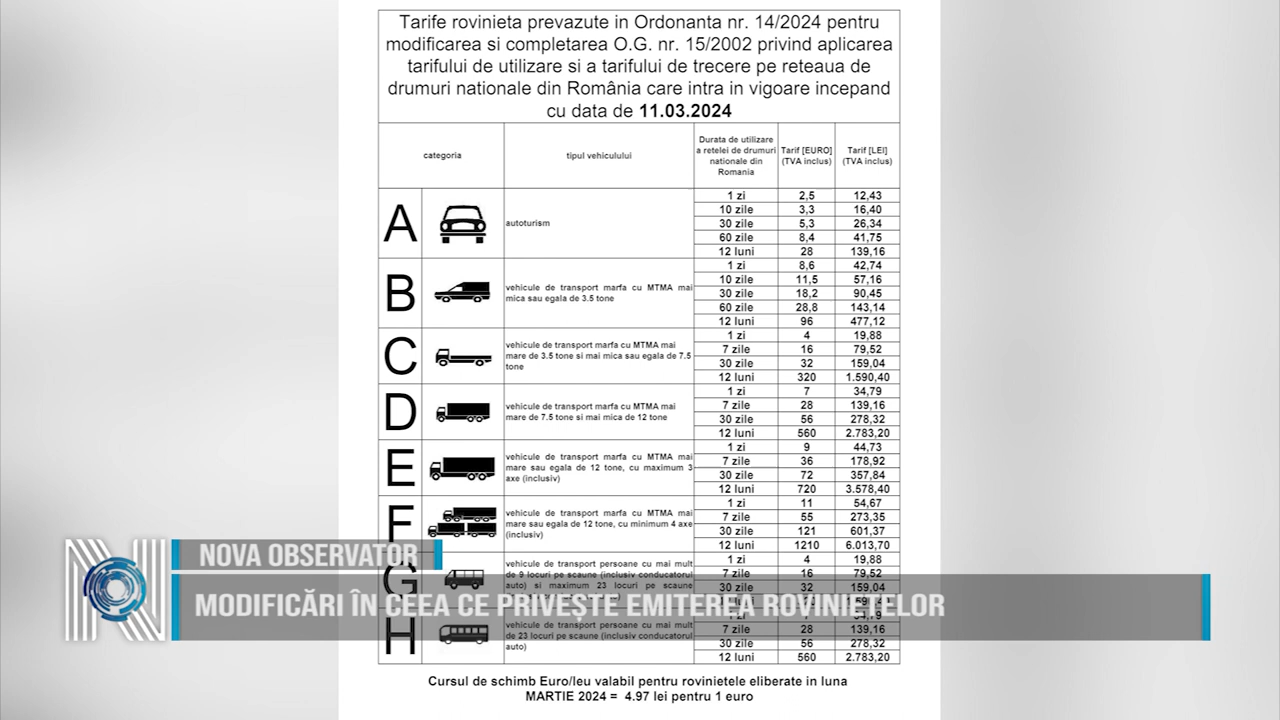 Tarife rovinieta prevazute in Ordonanta nr. 14/2024 pentru
modificarea si completarea O.G. nr. 15/2002 privind aplicarea
tarifului de utilizare si a tarifului de trecere pe reteaua de
drumuri nationale din România care intra in vigoare incepand
cu data de 11.03.2024
categoria
tipul vehiculului
Durata de utilizare
a retelei de drumuri
nationale din
Romania
Tarif [EURO]
(TVA inclus)
Tarif [LEI]
(TVA inclus)
A
autoturism
1 zi 2,5 12,43
10 zile 3,3 16,40
30 zile 5,3 26,34
60 zile 8,4 41,75
12 luni 28 139,16
B
vehicule de transport marfa cu MTMA mai
mica sau egala de 3.5 tone
1 zi 8,6 42,74
10 zile 11,5 57,16
30 zile 18,2 90,45
60 zile 28,8 143,14
12 luni 96 477,12
C
vehicule de transport marfa cu MTMA mai
mare de 3.5 tone si mai mica sau egala de 7.5
tone
1 zi 4 19,88
7 zile 16 79,52
30 zile 32 159,04
12 luni 320 1.590,40
D
vehicule de transport marfa cu MTMA mai
mare de 7.5 tone si mai mica de 12 tone
1 zi 7 34,79
7 zile 28 139,16
30 zile 56 278,32
12 luni 560 2.783,20
E
vehicule de transport marfa cu MTMA mai
mare sau egala de 12 tone, cu maximum 3
axe (inclusiv)
1 zi 9 44,73
7 zile 36 178,92
30 zile 72 357,84
12 luni 720 3.578,40
F
vehicule de transport marfa cu MTMA mai
mare sau egala de 12 tone, cu minimum 4 axe
(inclusiv)
1 zi 11 54,67
7 zile 55 273,35
30 zile 121 601,37
12 luni 1210 6.013,70
G
vehicule de transport persoane cu mai mult
de 9 locuri pe scaune (inclusiv conducatorul
auto) si maximum 23 locuri pe scaune
1 zi 4 19,88
7 zile 16 79,52
30 zile 32 159,04
H
vehicule de transport persoane cu mai mult
de 23 locuri pe scaune (inclusiv conducatorul
auto)
7 zile 28 139,16
30 zile 56 278,32
12 luni 560 2.783,20
NOVA OBSERVATOR
MODIFICĂRI ÎN CEEA CE PRIVEȘTE EMITEREA ROVINIETELOR
Cursul de schimb Euro/leu valabil pentru rovinietele eliberate in luna
MARTIE 2024 = 4.97 lei pentru 1 euro